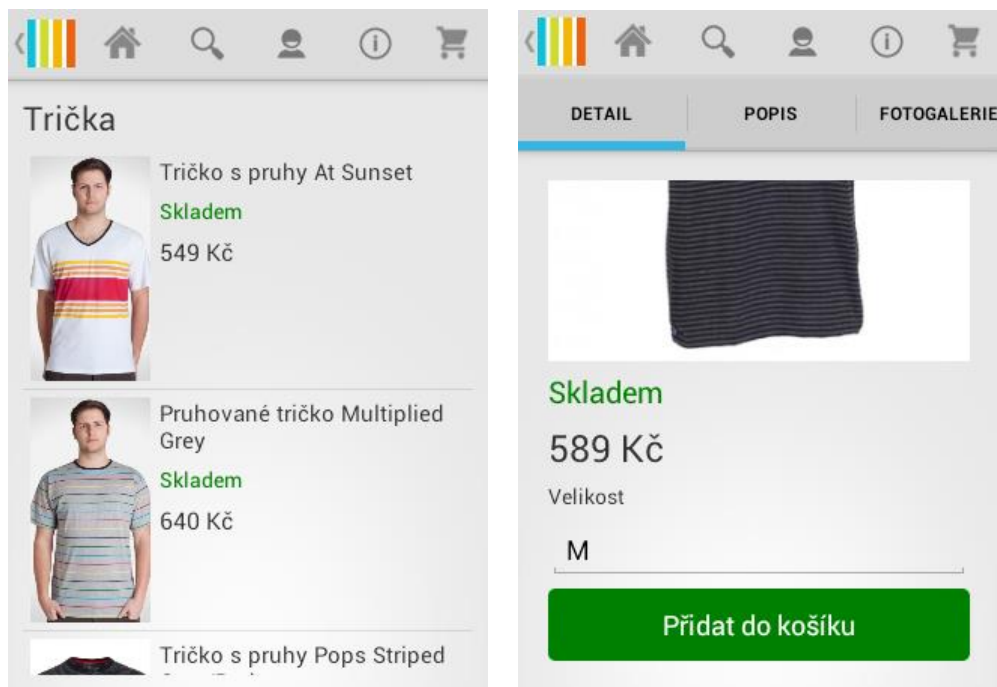 Trička
Tričko s pruhy At Sunset
Skladem
549 Kč
Pruhované tričko Multiplied
Grey
Skladem
640 Kč
Tričko s pruhy Pops Striped
DETAIL
POPIS
FOTOGALERIE
Skladem
589 Kč
Velikost
M
Přidat do košíku